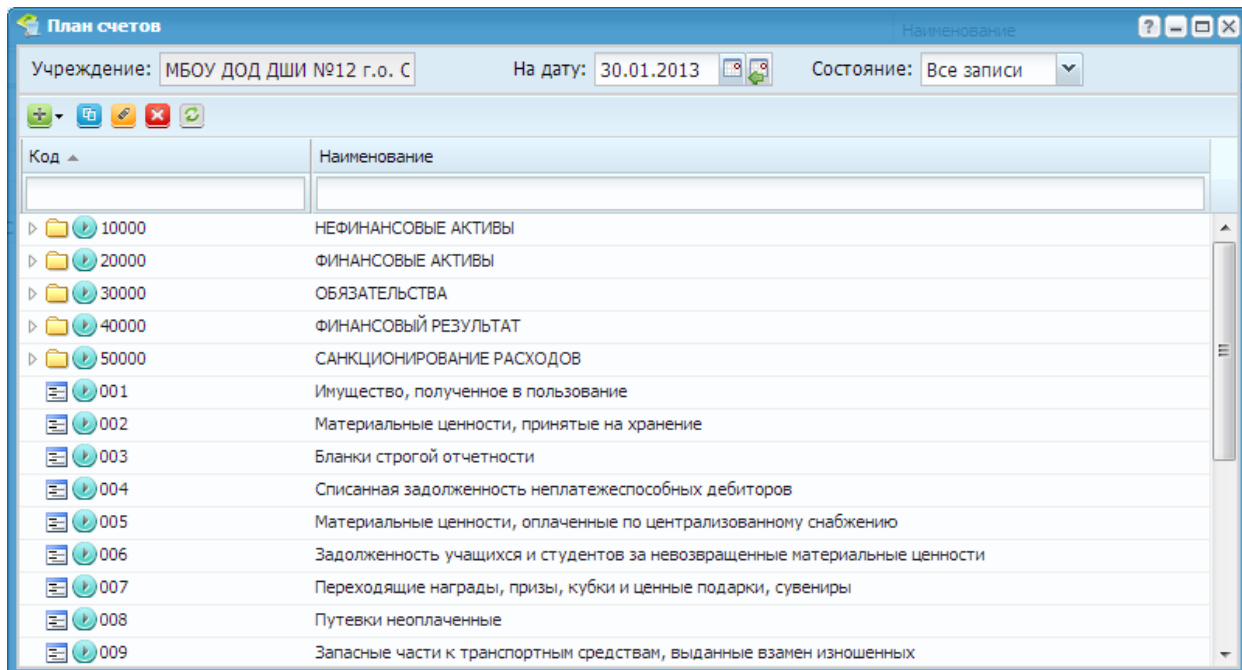 План счетов
Наименование
Учреждение: МБОУ ДОД ДШИ №12 г.о. С На дату: 30.01.2013 Состояние: Все записи
Код Наименование
10000 НЕФИНАНСОВЫЕ АКТИВЫ
20000 ФИНАНСОВЫЕ АКТИВЫ
30000 ОБЯЗАТЕЛЬСТВА
40000 ФИНАНСОВЫЙ РЕЗУЛЬТАТ
50000 САНКЦИОНИРОВАНИЕ РАСХОДОВ
001 Имущество, полученное в пользование
002 Материальные ценности, принятые на хранение
003 Бланки строгой отчетности
004 Списанная задолженность неплатежеспособных дебиторов
005 Материальные ценности, оплаченные по централизованному снабжению
006 Задолженность учащихся и студентов за невозвращенные материальные ценности
007 Переходящие награды, призы, кубки и ценные подарки, сувениры
008 Путевки неоплаченные
009 Запасные части к транспортным средствам, выданные взамен изношенных